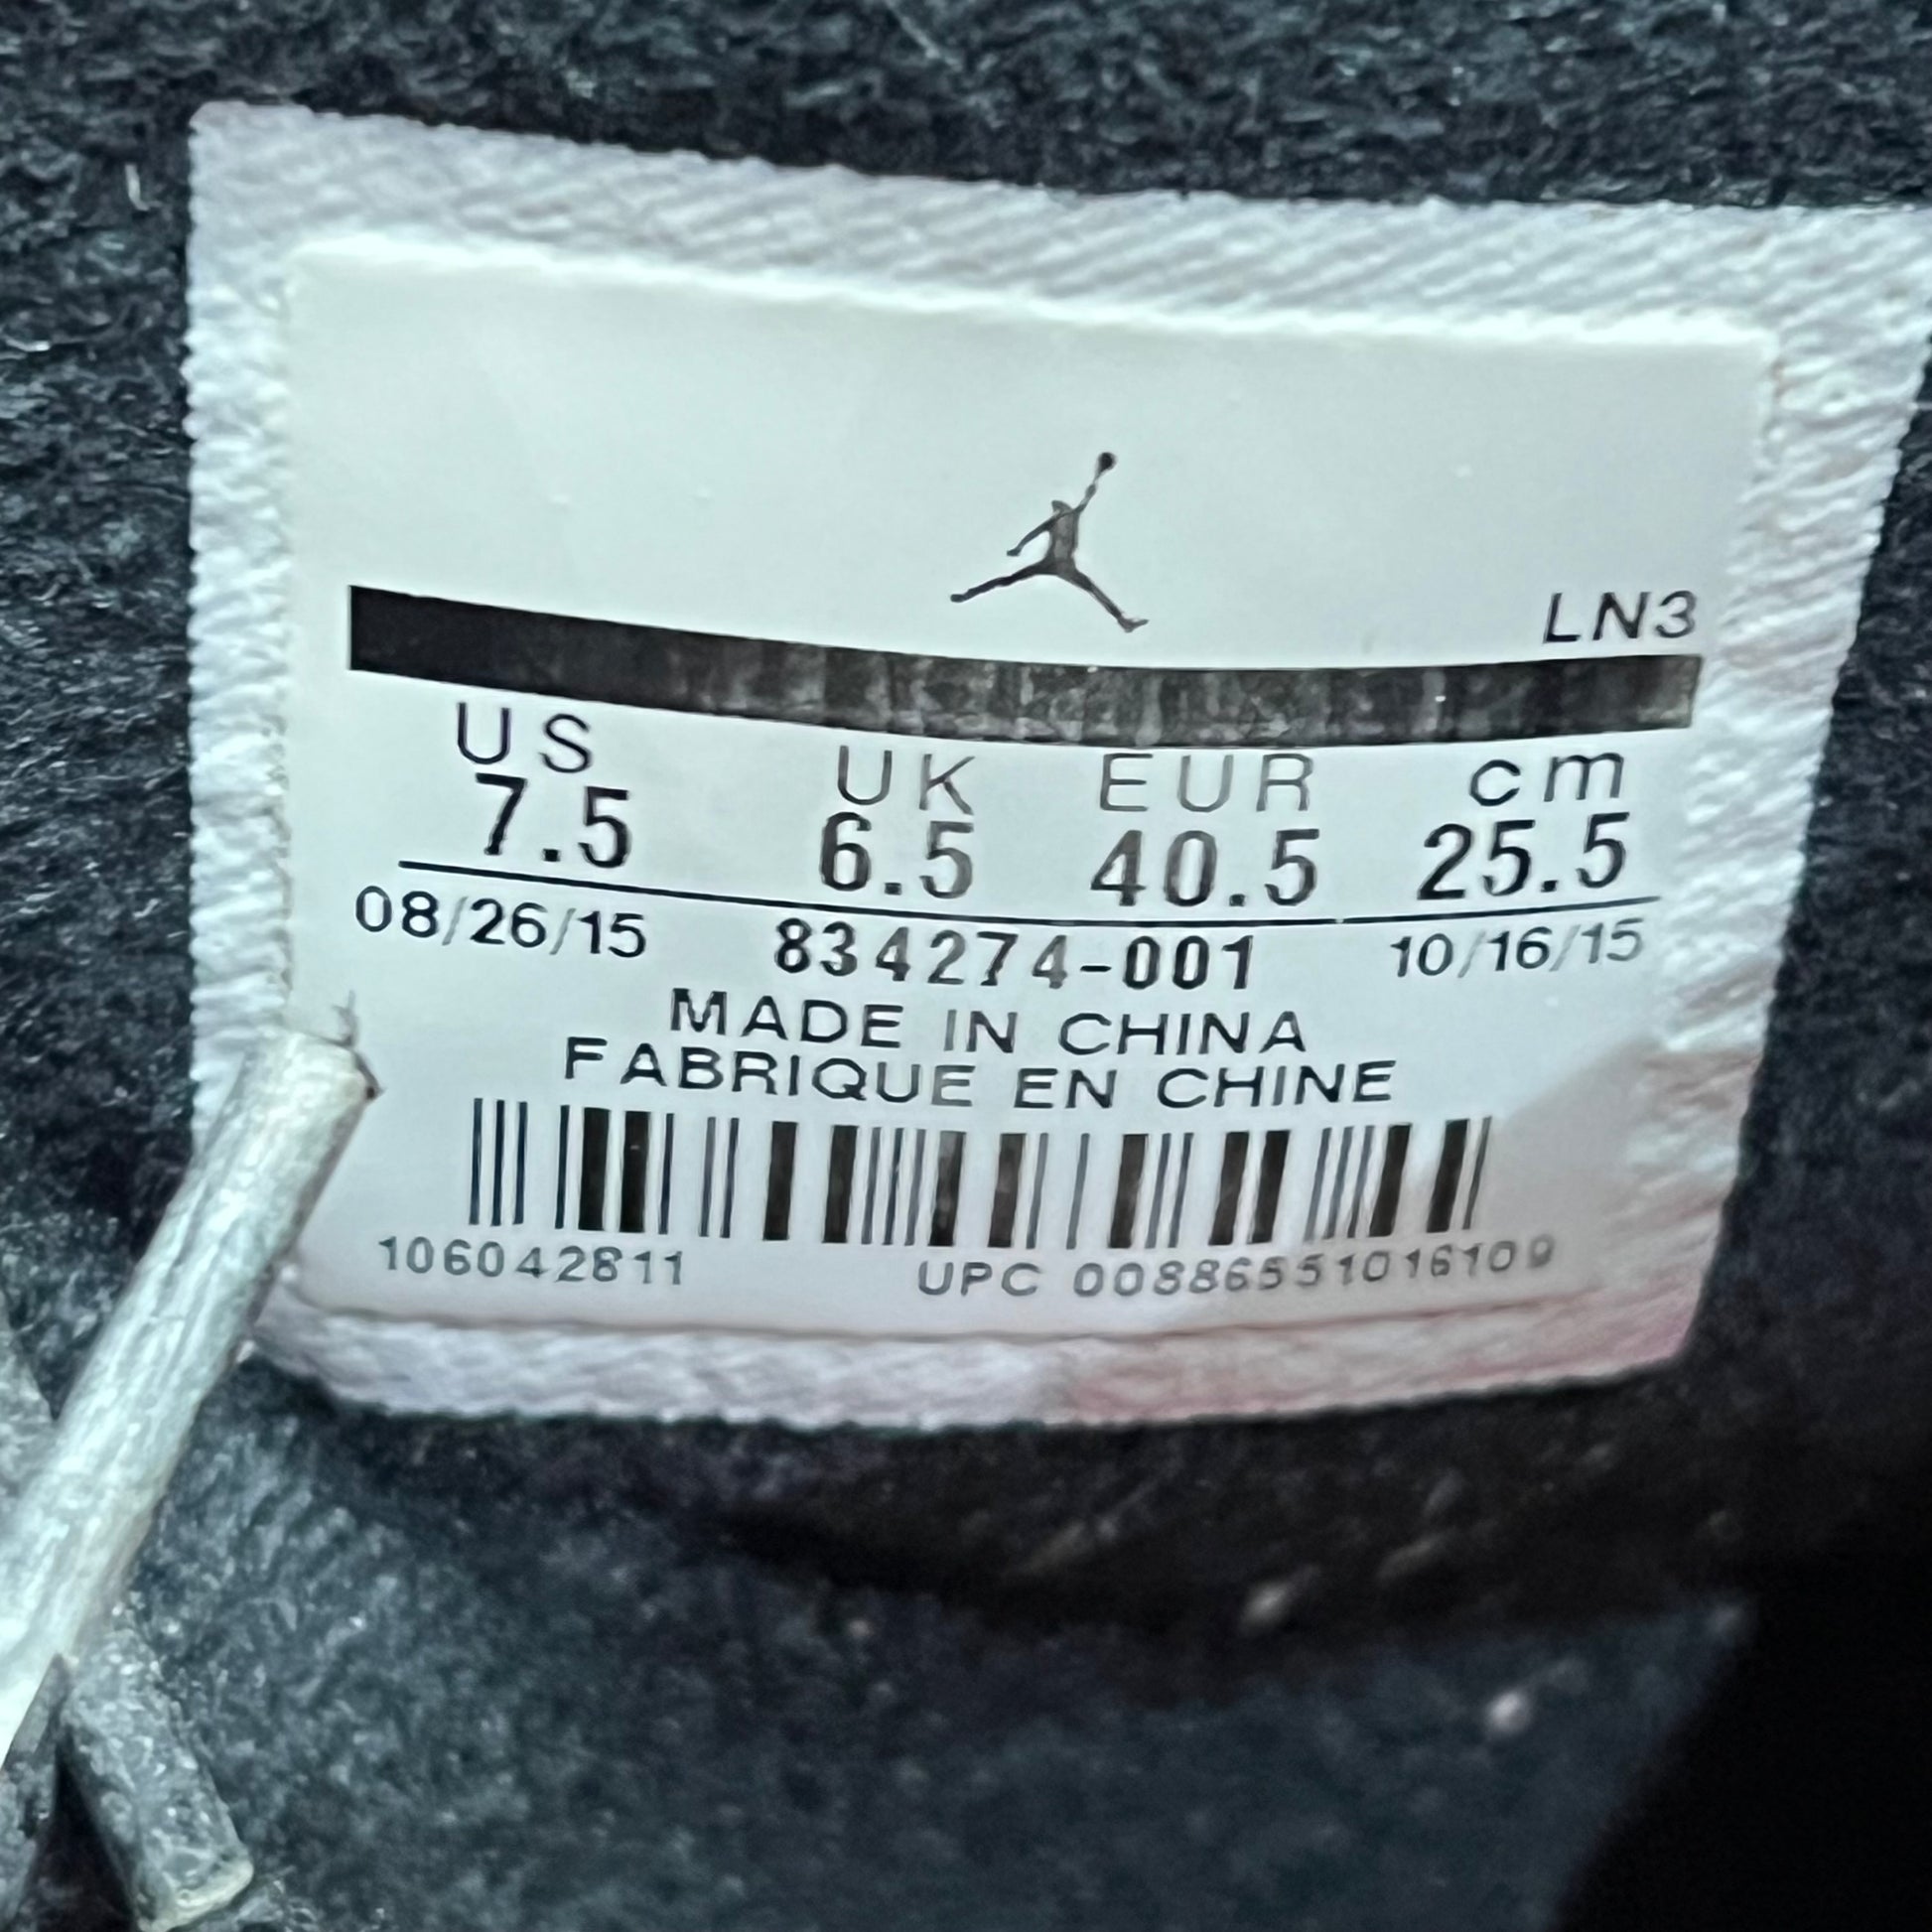 LN3
US UK EUR cm
7.5 6.5 40.5 25.5
08/26/15 834274-001 10/16/15
MADE IN CHINA
FABRIQUE EN CHINE
106042811 UPC 00886551016109